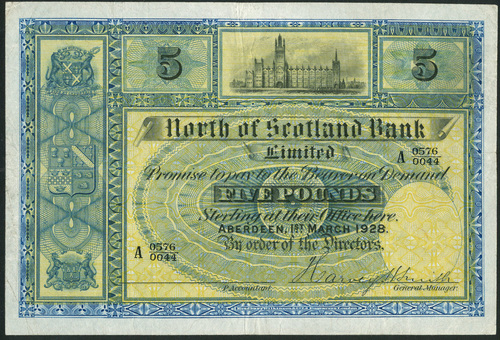 5 5
North of Scotland Bank
Limited
A 0576
0044
Promise to pay to the Bearer on Demand
FIVE POUNDS
Sterling at their Office here.
ABERDEEN, 1ST MARCH 1928.
A 0576
0044
By order of the Directors.
Harvey H Smith
P. Accountant. General Manager.